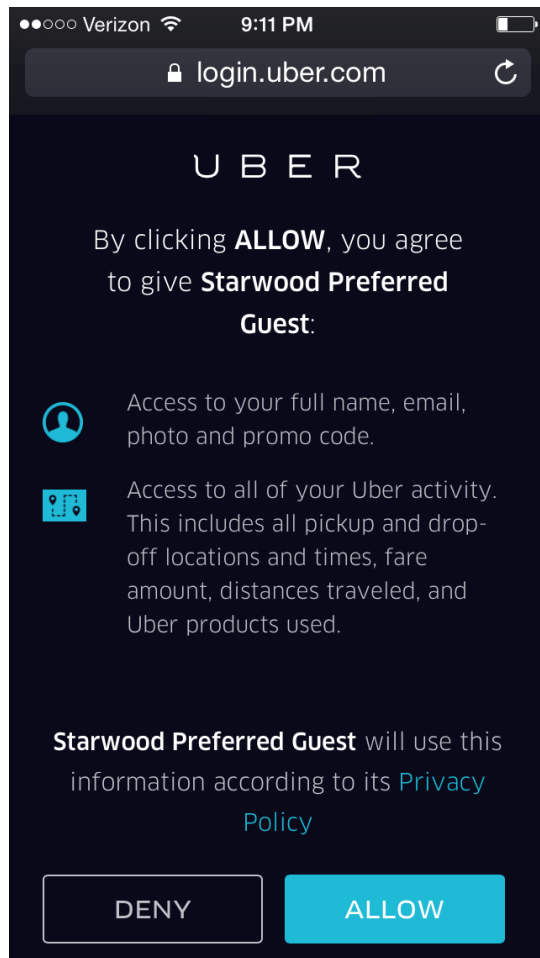 Verizon 9:11 PM
login.uber.com
UBER
By clicking ALLOW, you agree
to give Starwood Preferred
Guest:
Access to your full name, email,
photo and promo code.
Access to all of your Uber activity.
This includes all pickup and drop-
off locations and times, fare
amount, distances traveled, and
Uber products used.
Starwood Preferred Guest will use this
information according to its Privacy
Policy
DENY ALLOW